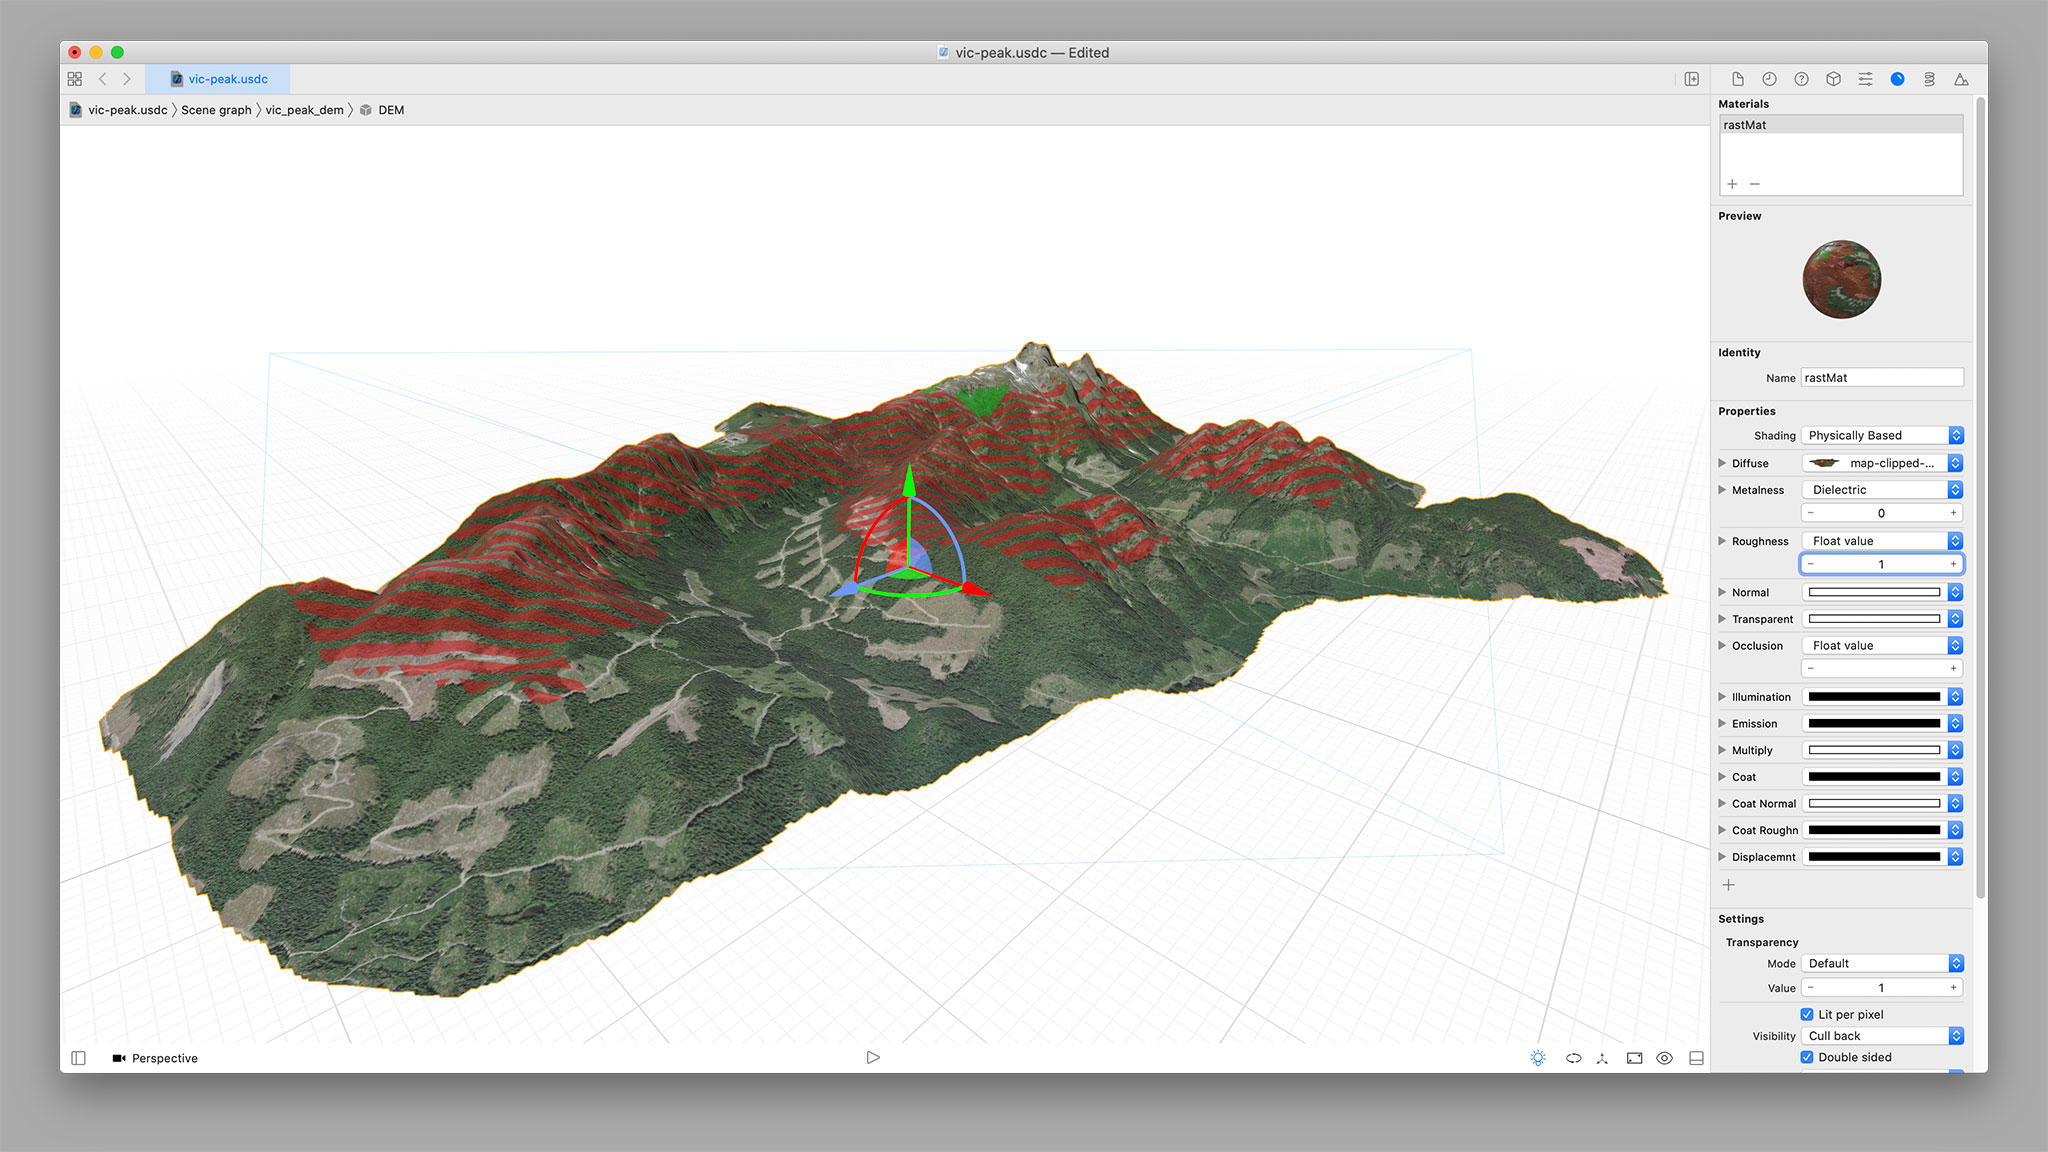 vic-peak.usdc — Edited
vic-peak.usdc
vic-peak.usdc 〉 Scene graph 〉 vic_peak_dem 〉 DEM
Materials
rastMat
Preview
Identity
Name rastMat
Properties
Shading Physically Based
Diffuse map-clipped-...
Metalness Dielectric
0
Roughness Float value
1
Normal
Transparent
Occlusion Float value
Illumination
Emission
Multiply
Coat
Coat Normal
Coat Roughn
Displacemnt
Settings
Transparency
Mode Default
Value 1
Lit per pixel
Visibility Cull back
Double sided
Perspective